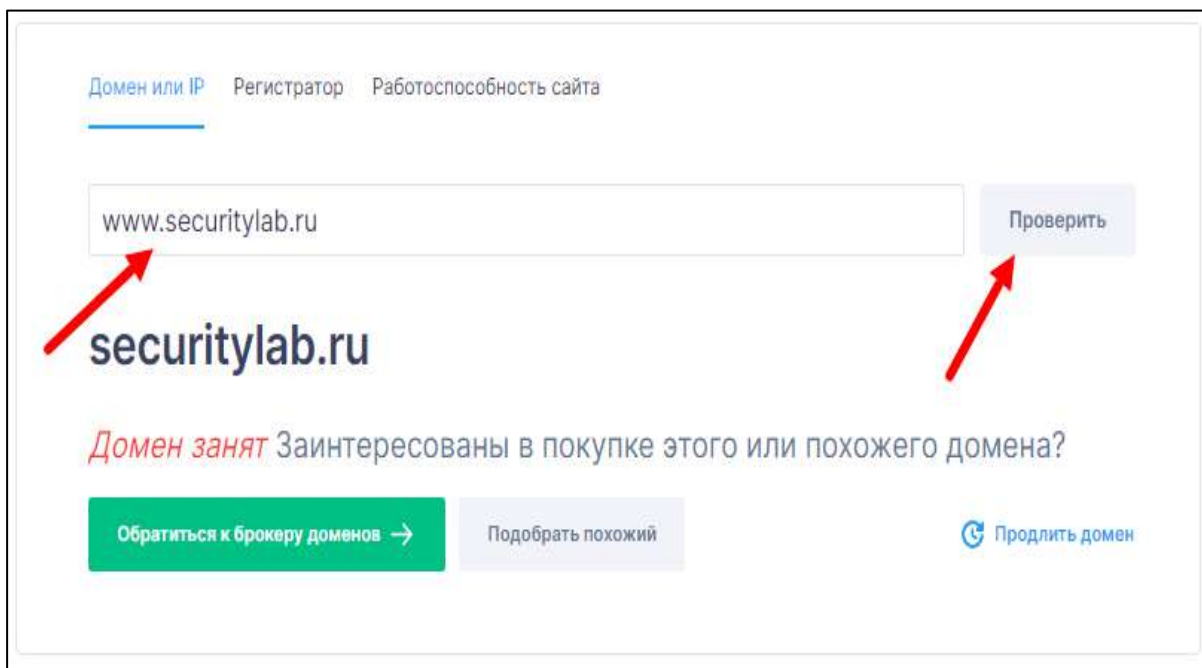 Домен или IP Регистратор Работоспособность сайта
www.securitylab.ru Проверить
securitylab.ru
Домен занят Заинтересованы в покупке этого или похожего домена?
Обратиться к брокеру доменов → Подобрать похожий Продлить домен